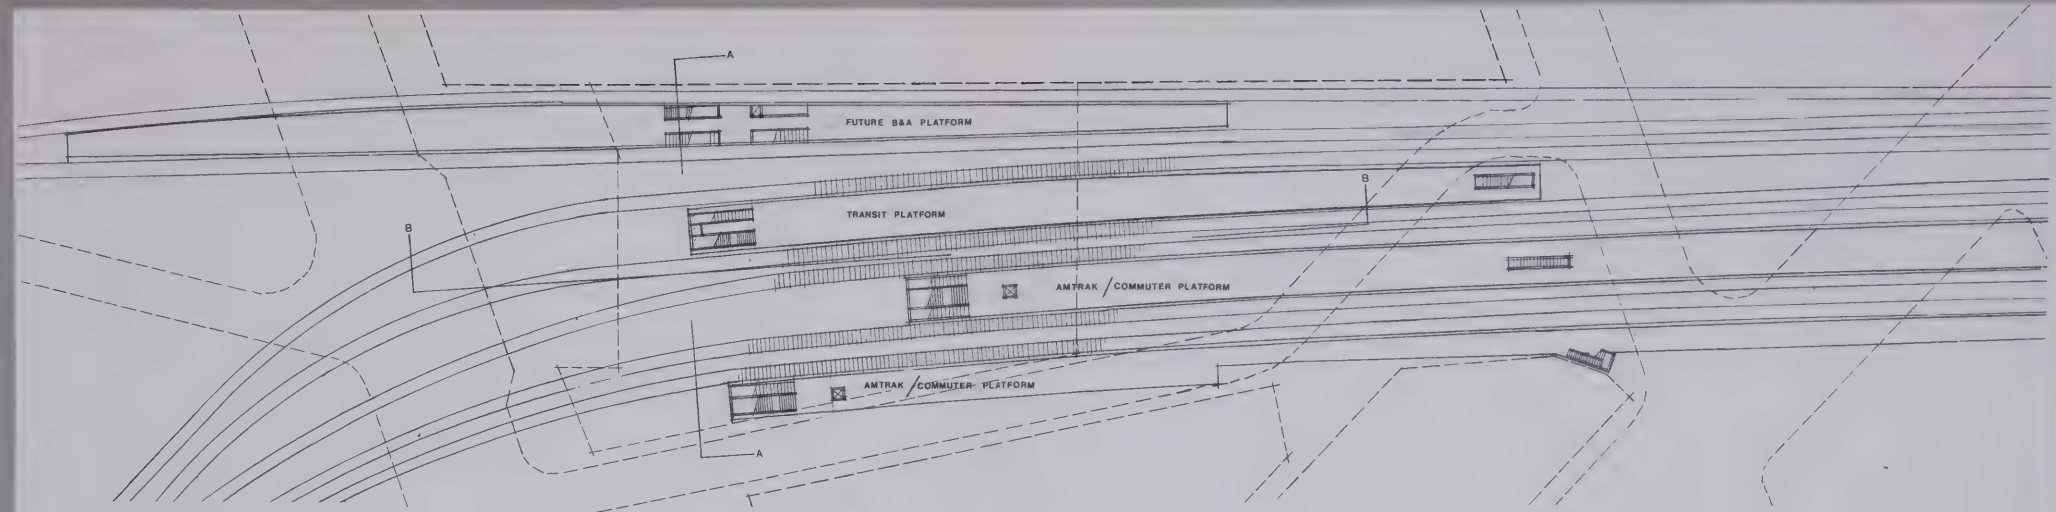 A
FUTURE B&A PLATFORM
B
TRANSIT PLATFORM
B
AMTRAK / COMMUTER PLATFORM
AMTRAK / COMMUTER PLATFORM
A